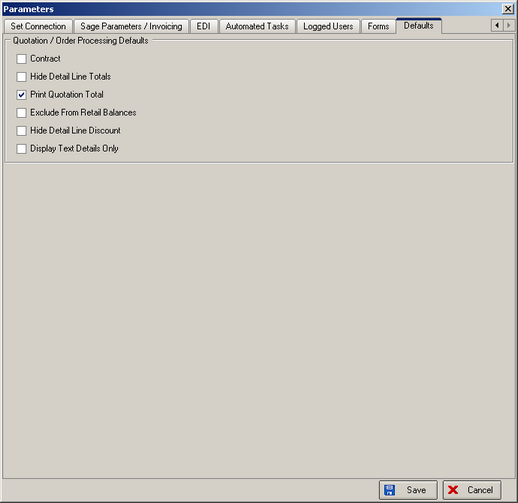 Parameters
Set Connection Sage Parameters / Invoicing EDI Automated Tasks Logged Users Forms Defaults
Quotation / Order Processing Defaults
Contract
Hide Detail Line Totals
Print Quotation Total
Exclude From Retail Balances
Hide Detail Line Discount
Display Text Details Only
Save Cancel